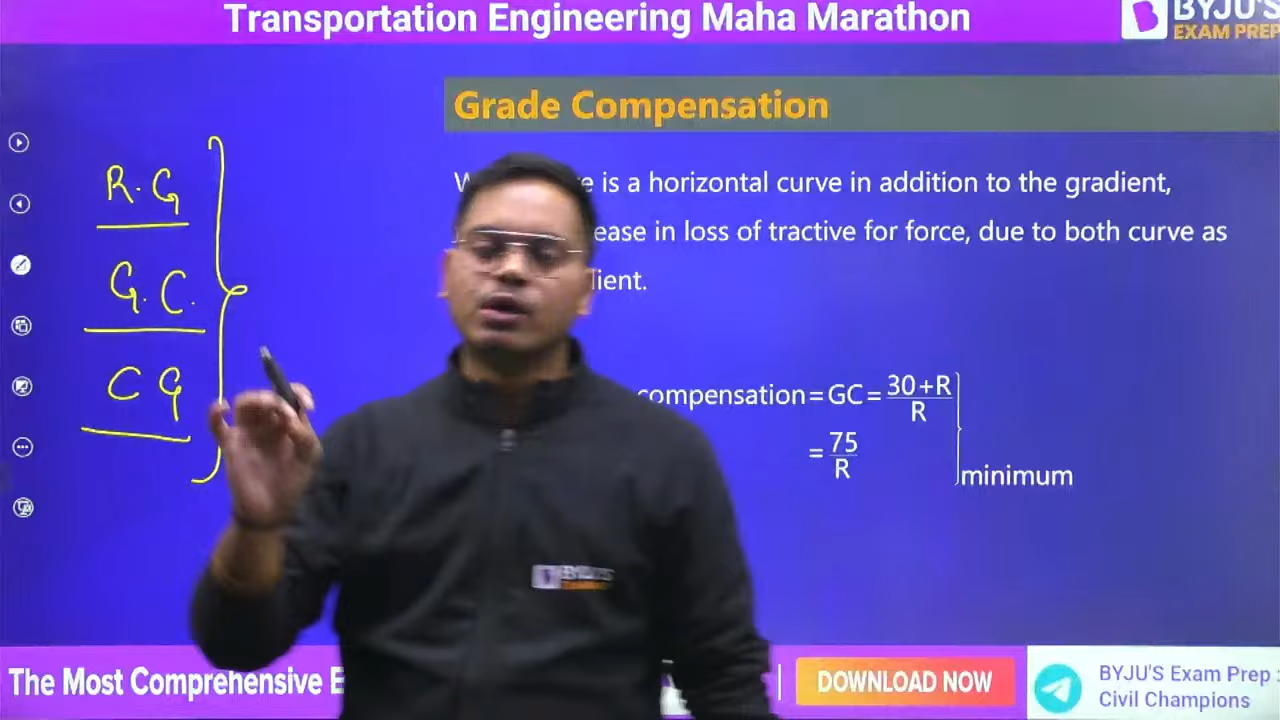 Transportation Engineering Maha Marathon
BYJU'S
EXAM PREP
Grade Compensation
is a horizontal curve in addition to the gradient,
in loss of tractive for force, due to both curve as
R.G
G.C.
C G
compensation = GC = 30+R/R
= 75/R
minimum
BYJU'S
The Most Comprehensive
DOWNLOAD NOW
BYJU'S Exam Prep :
Civil Champions